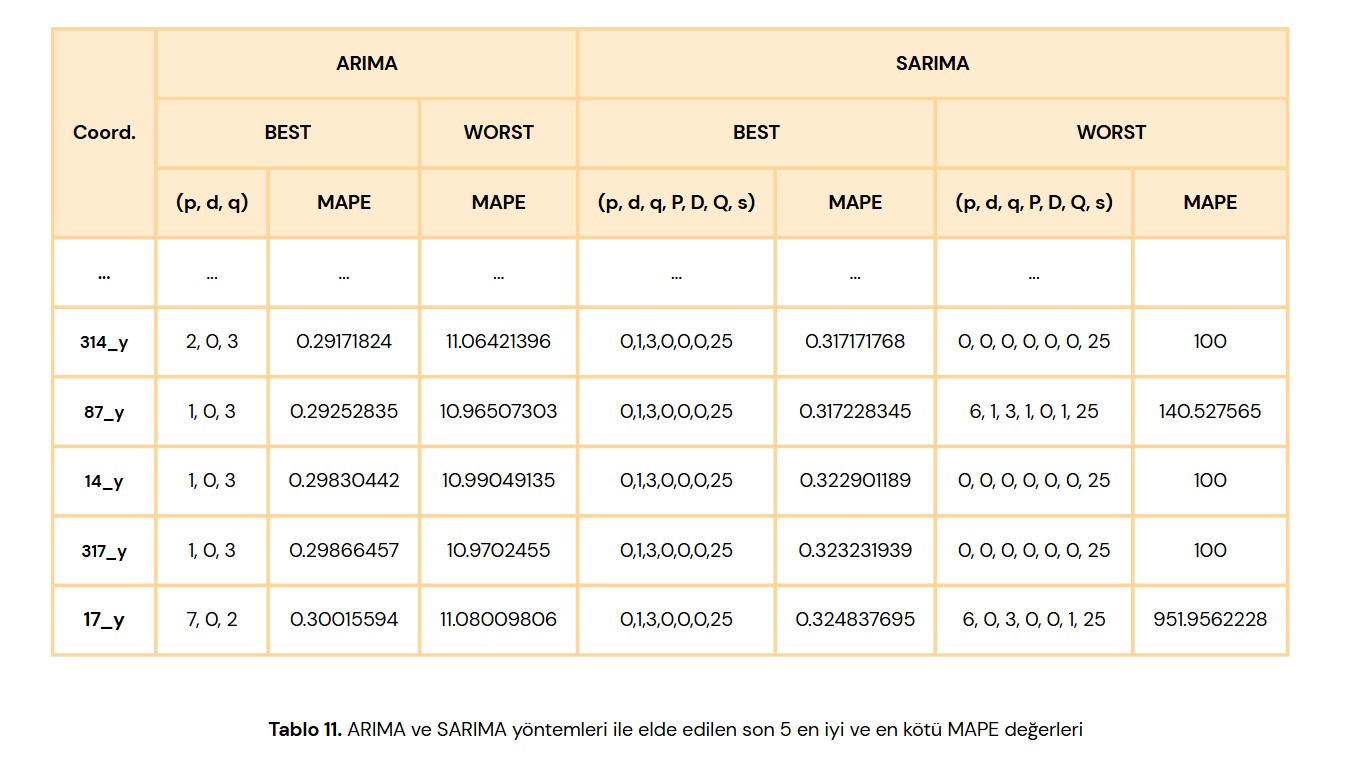 ARIMA SARIMA
Coord. BEST WORST BEST WORST
(p, d, q) MAPE MAPE (p, d, q, P, D, Q, s) MAPE (p, d, q, P, D, Q, s) MAPE
... ... ... ... ... ... ...
314_y 2, 0, 3 0.29171824 11.06421396 0,1,3,0,0,0,25 0.317171768 0, 0, 0, 0, 0, 0, 25 100
87_y 1, 0, 3 0.29252835 10.96507303 0,1,3,0,0,0,25 0.317228345 6, 1, 3, 1, 0, 1, 25 140.527565
14_y 1, 0, 3 0.29830442 10.99049135 0,1,3,0,0,0,25 0.322901189 0, 0, 0, 0, 0, 0, 25 100
317_y 1, 0, 3 0.29866457 10.9702455 0,1,3,0,0,0,25 0.323231939 0, 0, 0, 0, 0, 0, 25 100
17_y 7, 0, 2 0.30015594 11.08009806 0,1,3,0,0,0,25 0.324837695 6, 0, 3, 0, 0, 1, 25 951.9562228
Tablo 11. ARIMA ve SARIMA yöntemleri ile elde edilen son 5 en iyi ve en kötü MAPE değerleri